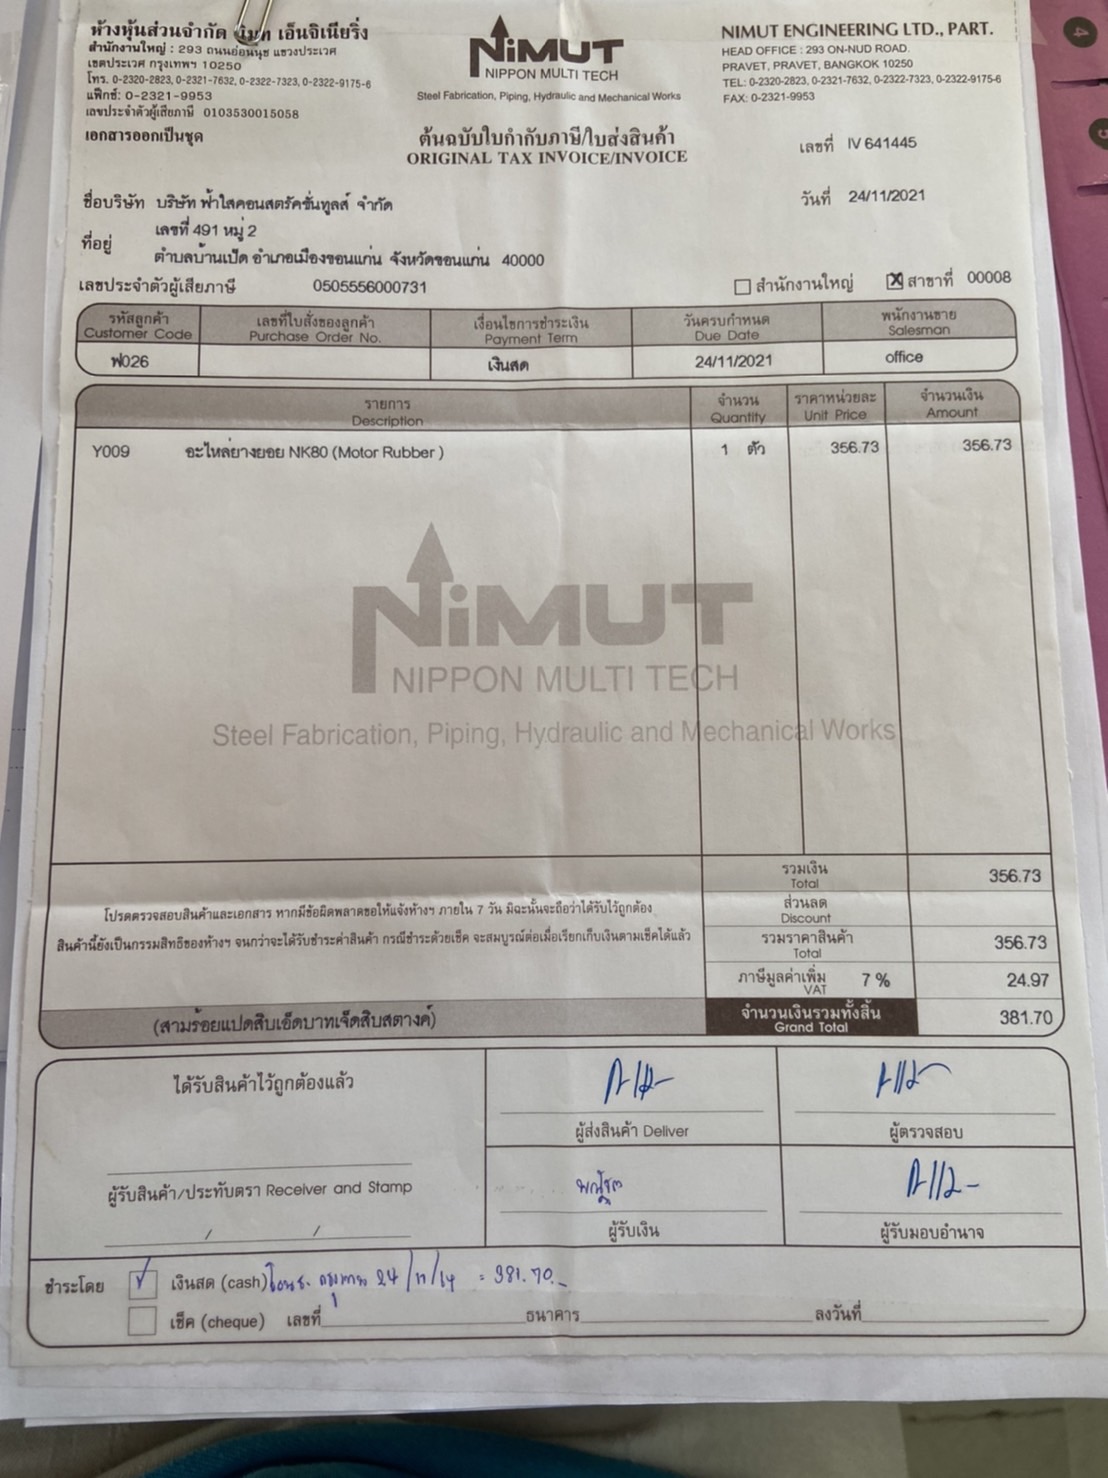 ห้างหุ้นส่วนจำกัด นิมุท เอ็นจิเนียริ่ง
สำนักงานใหญ่ : 293 ถนนอ่อนนุช แขวงประเวศ
เขตประเวศ กรุงเทพฯ 10250
โทร. 0-2320-2823, 0-2321-7632, 0-2322-7323, 0-2322-9175-6
แฟ็กซ์: 0-2321-9953
เลขประจำตัวผู้เสียภาษี 0103530015058
เอกสารออกเป็นชุด
NiMUT
NIPPON MULTI TECH
Steel Fabrication, Piping, Hydraulic and Mechanical Works
ต้นฉบับใบกำกับภาษี/ใบส่งสินค้า
ORIGINAL TAX INVOICE/INVOICE
NIMUT ENGINEERING LTD., PART.
HEAD OFFICE : 293 ON-NUD ROAD.
PRAVET, PRAVET, BANGKOK 10250
TEL: 0-2320-2823, 0-2321-7632, 0-2322-7323, 0-2322-9175-6
FAX: 0-2321-9953
เลขที่ IV 641445
ชื่อบริษัท บริษัท ฟ้าใสคอนสตรัคชั่นทูลส์ จำกัด
วันที่ 24/11/2021
ที่อยู่ เลขที่ 491 หมู่ 2
ตำบลบ้านเป็ด อำเภอเมืองขอนแก่น จังหวัดขอนแก่น 40000
เลขประจำตัวผู้เสียภาษี 0505556000731
สำนักงานใหญ่ X สาขาที่ 00008
รหัสลูกค้า เลขที่ใบสั่งของลูกค้า เงื่อนไขการชำระเงิน วันครบกำหนด พนักงานขาย
Customer Code Purchase Order No. Payment Term Due Date Salesman
ฟ026 เงินสด 24/11/2021 office
รายการ จำนวน ราคาหน่วยละ จำนวนเงิน
Description Quantity Unit Price Amount
Y009 อะไหล่ยางยอย NK80 (Motor Rubber ) 1 ตัว 356.73 356.73
NiMUT
NIPPON MULTI TECH
Steel Fabrication, Piping, Hydraulic and Mechanical Works
รวมเงิน
Total 356.73
ส่วนลด
Discount
โปรดตรวจสอบสินค้าและเอกสาร หากมีข้อผิดพลาดขอให้แจ้งห้างฯ ภายใน 7 วัน มิฉะนั้นจะถือว่าได้รับไว้ถูกต้อง
สินค้านี้ยังเป็นกรรมสิทธิของห้างฯ จนกว่าจะได้รับชำระค่าสินค้า กรณีชำระด้วยเช็ค จะสมบูรณ์ต่อเมื่อเรียกเก็บเงินตามเช็คได้แล้ว
รวมราคาสินค้า
Total 356.73
ภาษีมูลค่าเพิ่ม 7 % 24.97
VAT
(สามร้อยแปดสิบเอ็ดบาทเจ็ดสิบสตางค์) จำนวนเงินรวมทั้งสิ้น 381.70
Grand Total
ได้รับสินค้าไว้ถูกต้องแล้ว
ผู้ส่งสินค้า Deliver ผู้ตรวจสอบ
ผู้รับสินค้า/ประทับตรา Receiver and Stamp
/ /
ผู้รับเงิน ผู้รับมอบอำนาจ
ชำระโดย เงินสด (cash) 381.70.-
เช็ค (cheque) เลขที่ ธนาคาร ลงวันที่
4
5